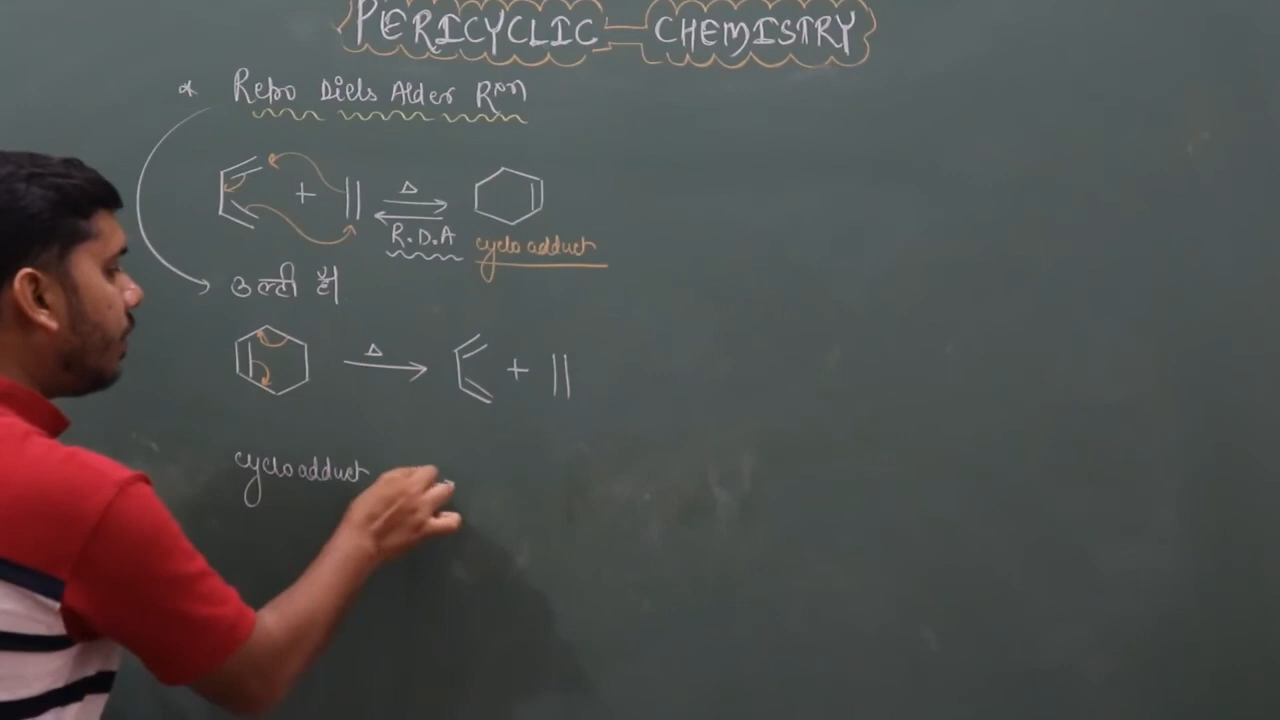 PERICYCLIC CHEMISTRY
* Retro Diels Alder Rxn
+ Δ
R.D.A cyclo adduct
उल्टी है
Δ +
cycloadduct